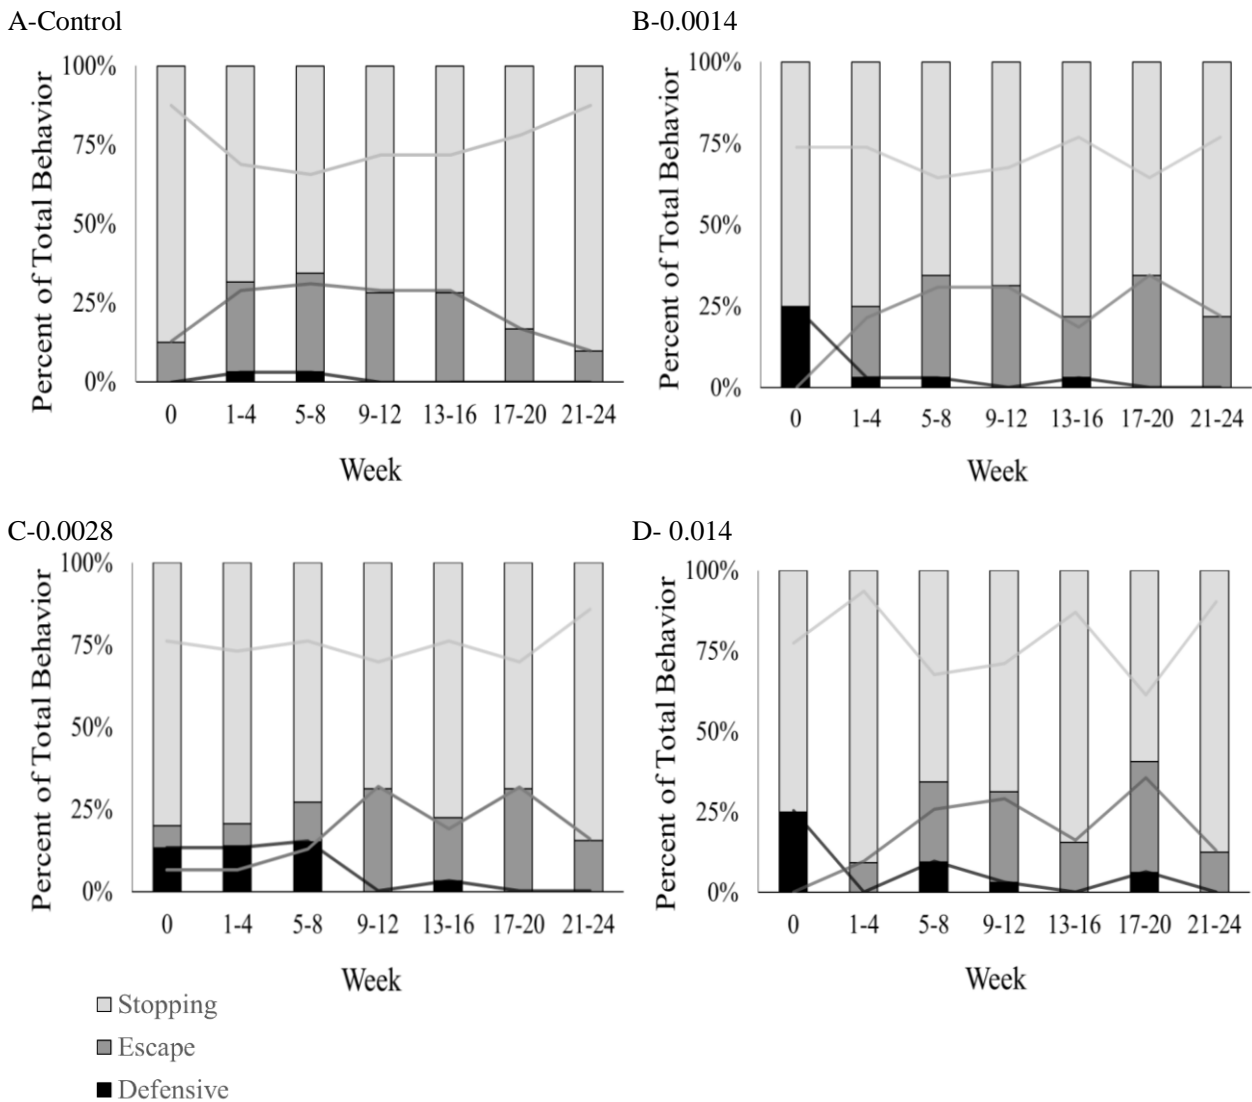 A-Control
Percent of Total Behavior
100%
75%
50%
25%
0%
0 1-4 5-8 9-12 13-16 17-20 21-24
Week
B-0.0014
Percent of Total Behavior
100%
75%
50%
25%
0%
0 1-4 5-8 9-12 13-16 17-20 21-24
Week
C-0.0028
Percent of Total Behavior
100%
75%
50%
25%
0%
0 1-4 5-8 9-12 13-16 17-20 21-24
Week
D- 0.014
Percent of Total Behavior
100%
75%
50%
25%
0%
0 1-4 5-8 9-12 13-16 17-20 21-24
Week
Stopping
Escape
Defensive